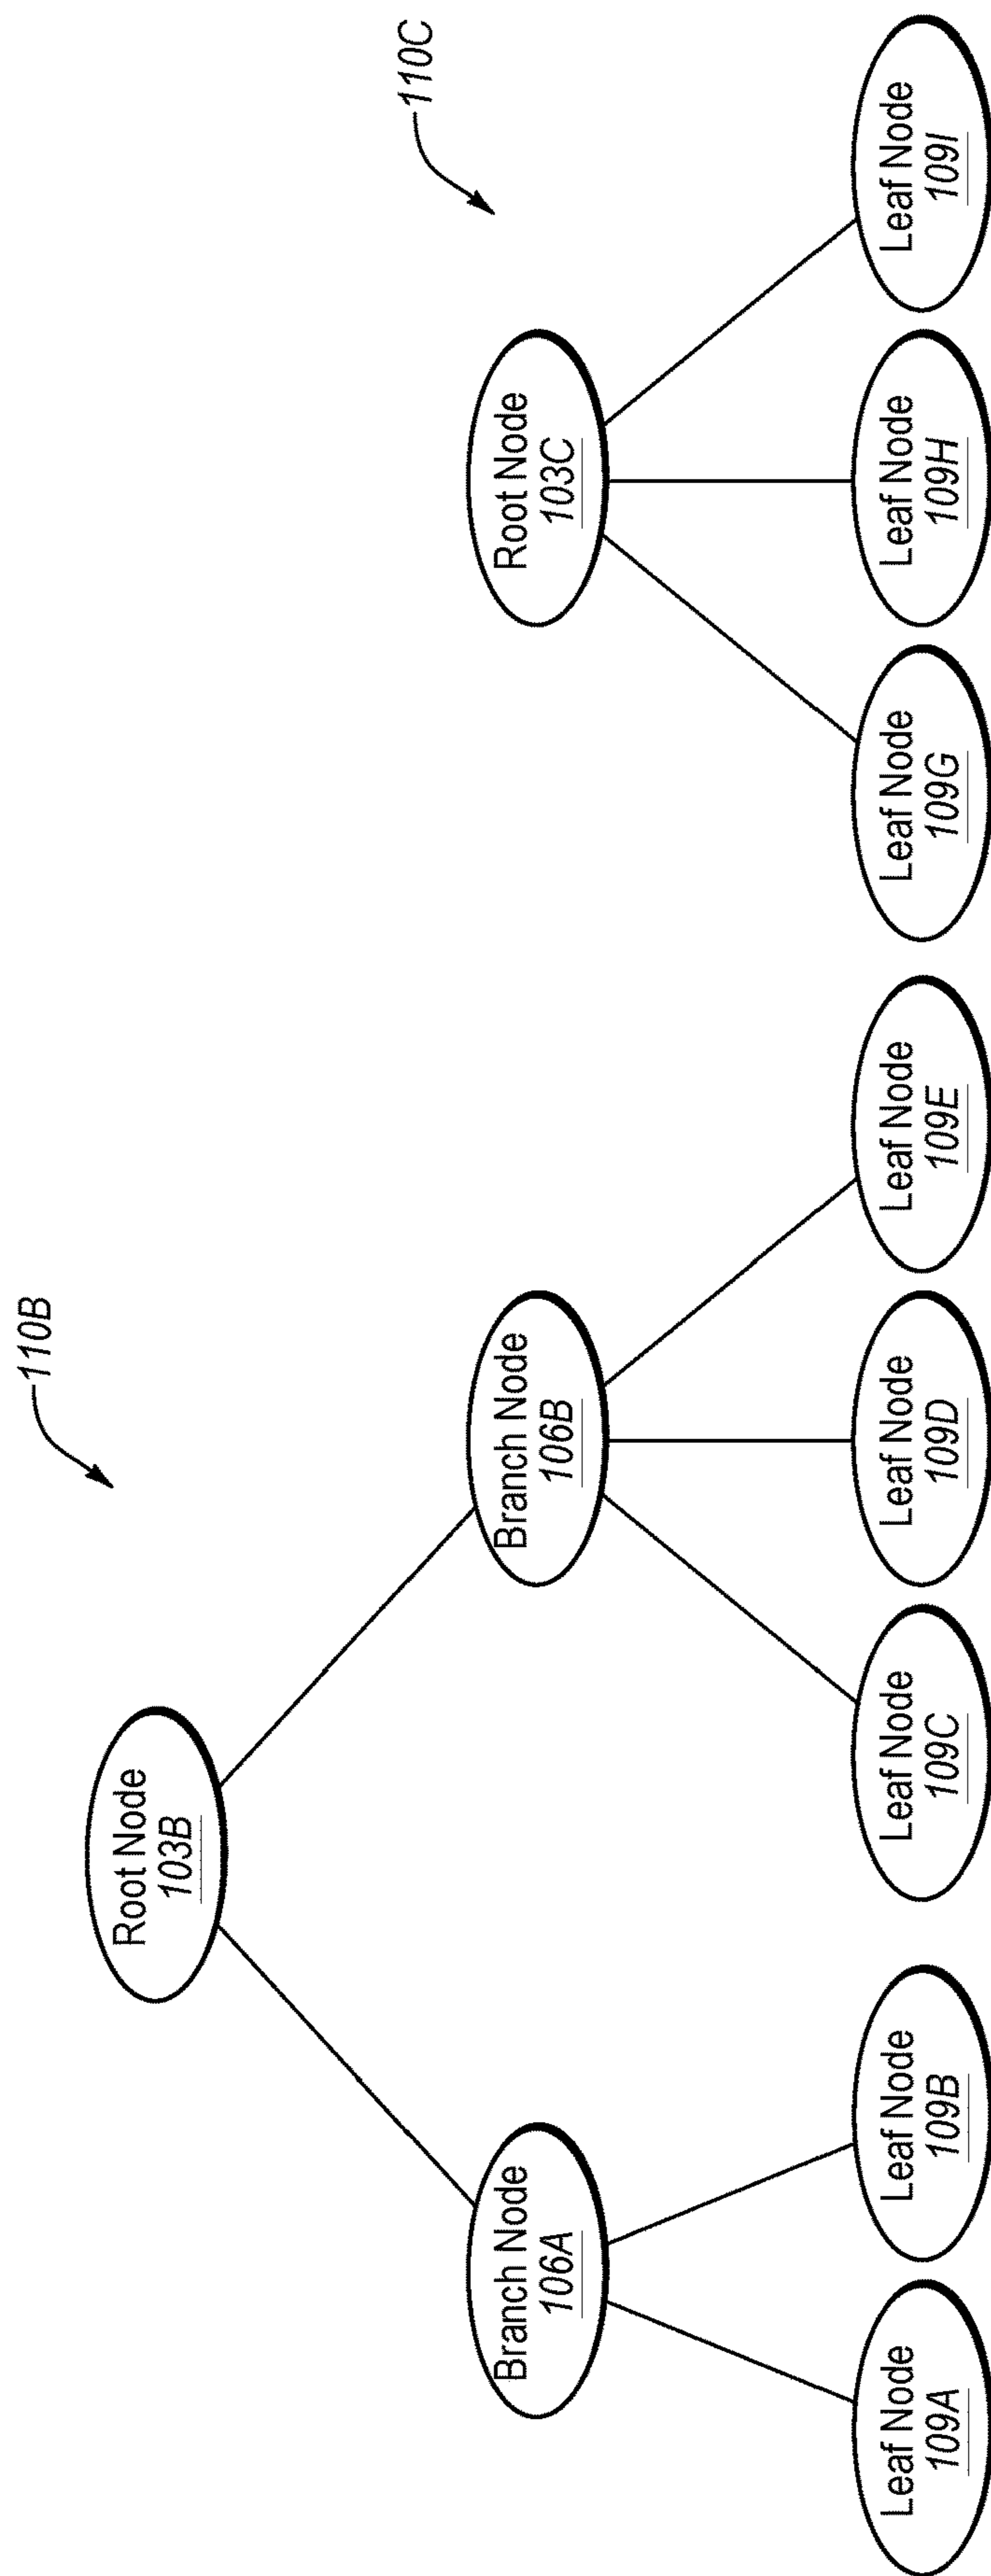 110B
Root Node
103B
110C
Branch Node
106A
Branch Node
106B
Root Node
103C
Leaf Node
109A
Leaf Node
109B
Leaf Node
109C
Leaf Node
109D
Leaf Node
109E
Leaf Node
109G
Leaf Node
109H
Leaf Node
109I